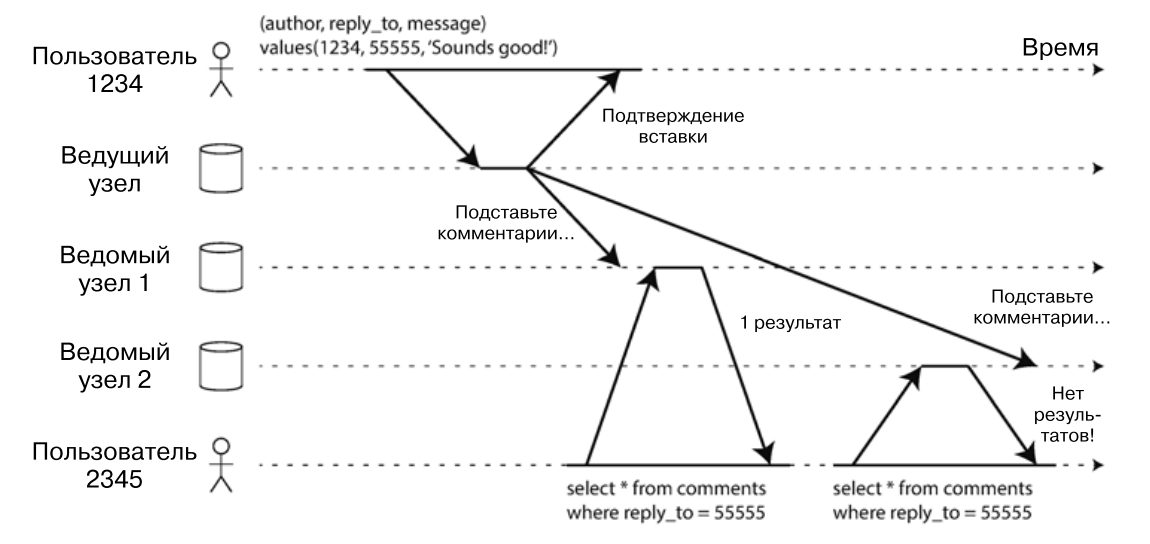 (author, reply_to, message)
values(1234, 55555, ‘Sounds good!’)
Время
Пользователь
1234
Подтверждение
вставки
Ведущий
узел
Подставьте
комментарии...
Ведомый
узел 1
Подставьте
комментарии...
1 результат
Ведомый
узел 2
Нет
резуль-
татов!
Пользователь
2345
select * from comments
where reply_to = 55555
select * from comments
where reply_to = 55555